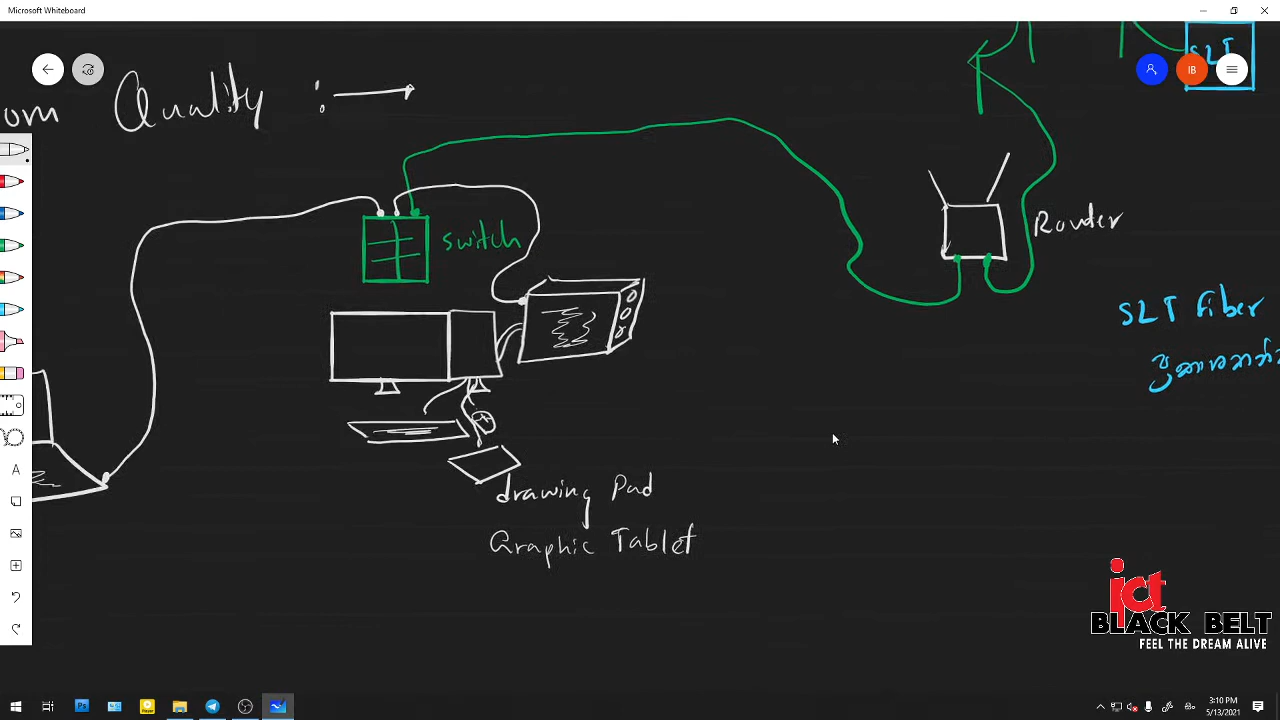 Microsoft Whiteboard
om Quality :
SLT
IB
switch
Router
SLT Fiber
drawing Pad
Graphic Tablet
A
ict
BLACK BELT
FEEL THE DREAM ALIVE
3:10 PM
5/13/2021